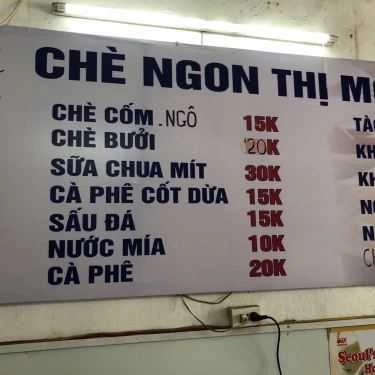 CHÈ NGON THỊ
CHÈ CỐM .NGÔ 15K
CHÈ BƯỞI 20K
SỮA CHUA MÍT 30K
CÀ PHÊ CỐT DỪA 15K
SẤU ĐÁ 15K
NƯỚC MÍA 10K
CÀ PHÊ 20K
Seoul's